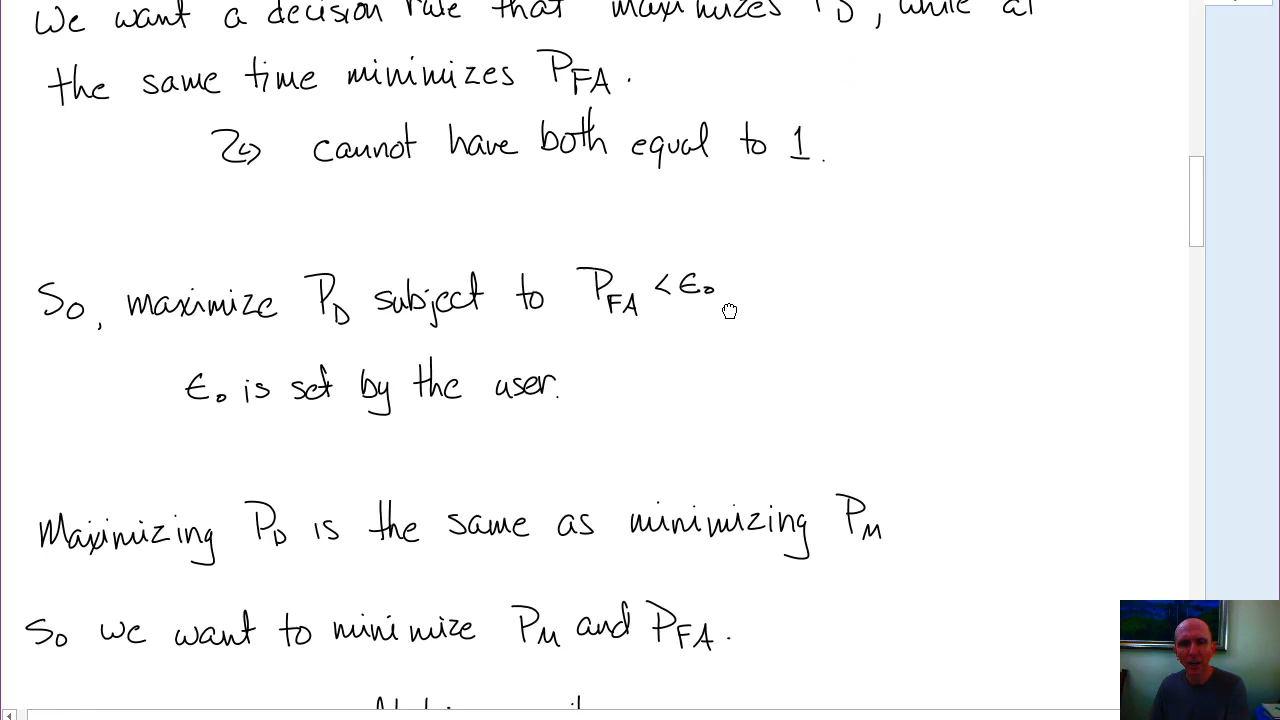 We want a decision rule that maximizes P_D, while at
the same time minimizes P_FA.
↳ cannot have both equal to 1.
So, maximize P_D subject to P_FA < ϵ₀
ϵ₀ is set by the user.
Maximizing P_D is the same as minimizing P_M
So we want to minimize P_M and P_FA.